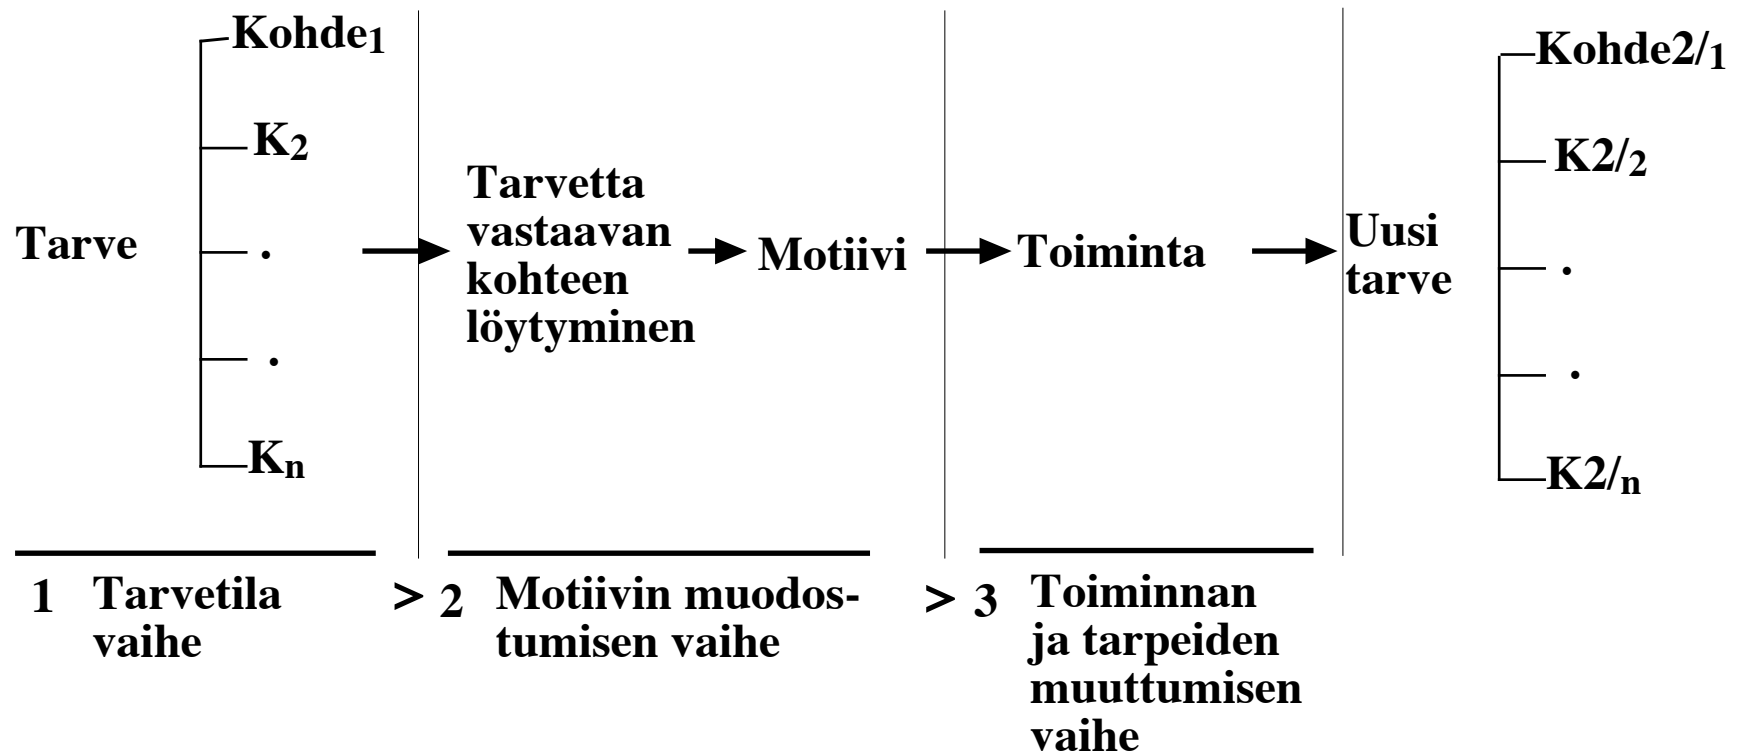 Kohde1
K2
Tarve
.
.
Kn
Tarvetta
vastaavan
kohteen
löytyminen
Motiivi
Toiminta
Uusi
tarve
Kohde2/1
K2/2
.
.
K2/n
1 Tarvetila
vaihe
> 2 Motiivin muodos-
tumisen vaihe
> 3 Toiminnan
ja tarpeiden
muuttumisen
vaihe